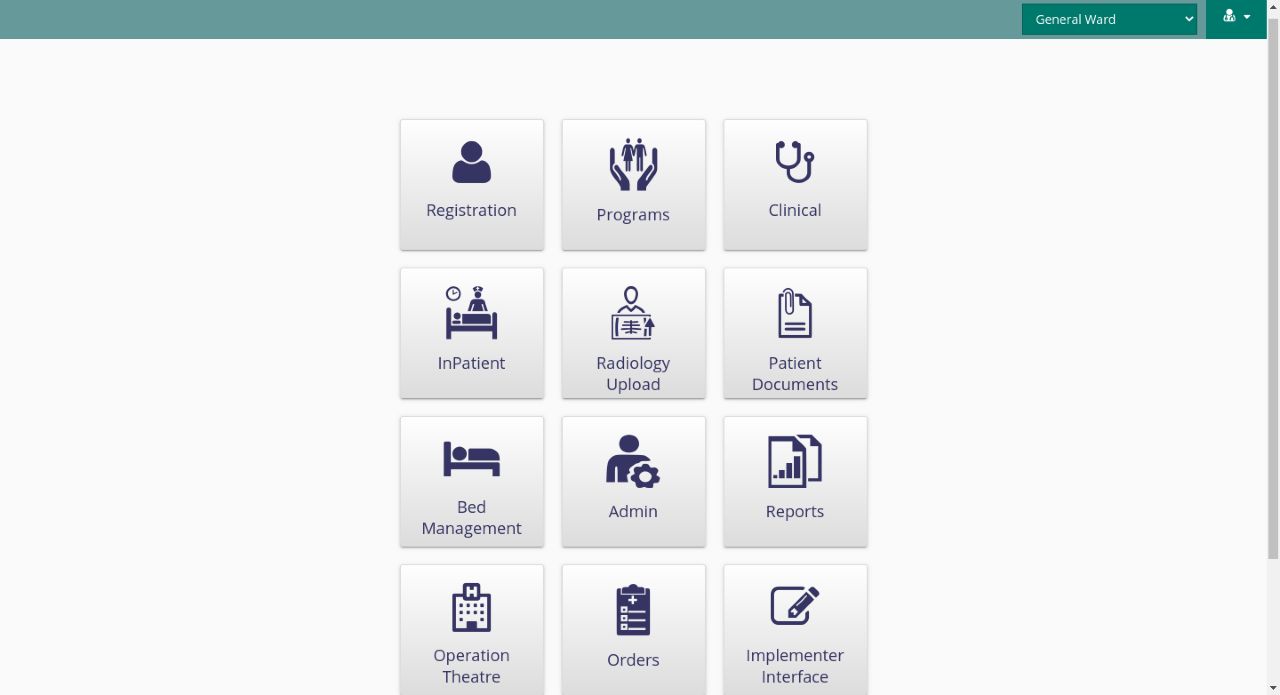 General Ward
Registration
Programs
Clinical
InPatient
Radiology
Upload
Patient
Documents
Bed
Management
Admin
Reports
Operation
Theatre
Orders
Implementer
Interface